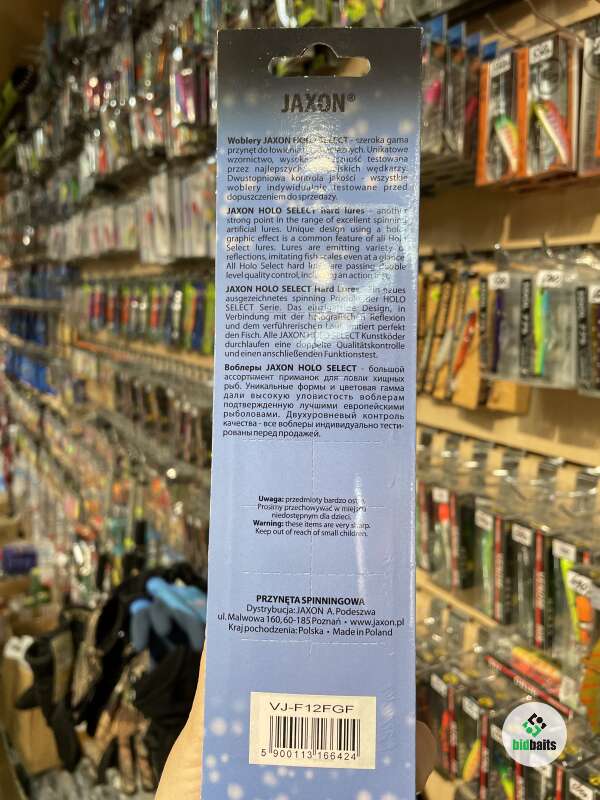 JAXON®
Woblery JAXON SELECT - szeroka gama
przynęt do łowienia Unikatowe
wzornictwo, wysoka testowana
przez najlepszych wędkarzy.
Dwustopniowa kontrola jakości - wszystkie
woblery indywidualnie testowane przed
dopuszczeniem do sprzedaży.
JAXON HOLO SELECT hard lures - another
strong point in the range of excellent spinning
artificial lures. Unique design using a holo-
graphic effect is a common feature of all Holo
Select lures. Lures are emitting variety of
reflexions, imitating fish scales even at a glance.
All Holo Select hard lures are passing double
level quality control, including an action test.
JAXON HOLO SELECT Hard Lures - ein neues
ausgezeichnetes spinning Produkt der HOLO
SELECT Serie. Das Design, in
Verbindung mit der holografischen Reflexion
und dem verführerischen Lauf imitiert perfekt
den Fisch. Alle JAXON HOLO SELECT Kunstköder
durchlaufen eine doppelte Qualitätskontrolle
und einen anschließenden Funktionstest.
Воблеры JAXON HOLO SELECT - большой
ассортимент приманок для ловли хищных
рыб. Уникальные формы и цветовая гамма
дали высокую уловистость воблерам
подтвержденную лучшими европейскими
рыболовами. Двухуровневый контроль
качества - все воблеры индивидуально тести-
рованы перед продажей.
Uwaga: przedmioty bardzo ostre.
Prosimy przechowywać w miejscu
niedostępnym dla dzieci.
Warning: these items are very sharp.
Keep out of reach of small children.
PRZYNĘTA SPINNINGOWA
Dystrybucja: JAXON A. Podeszwa
ul. Malwowa 160, 60-185 Poznań • www.jaxon.pl
Kraj pochodzenia: Polska • Made in Poland
VJ-F12FGF
5 900113 166424
bidbaits